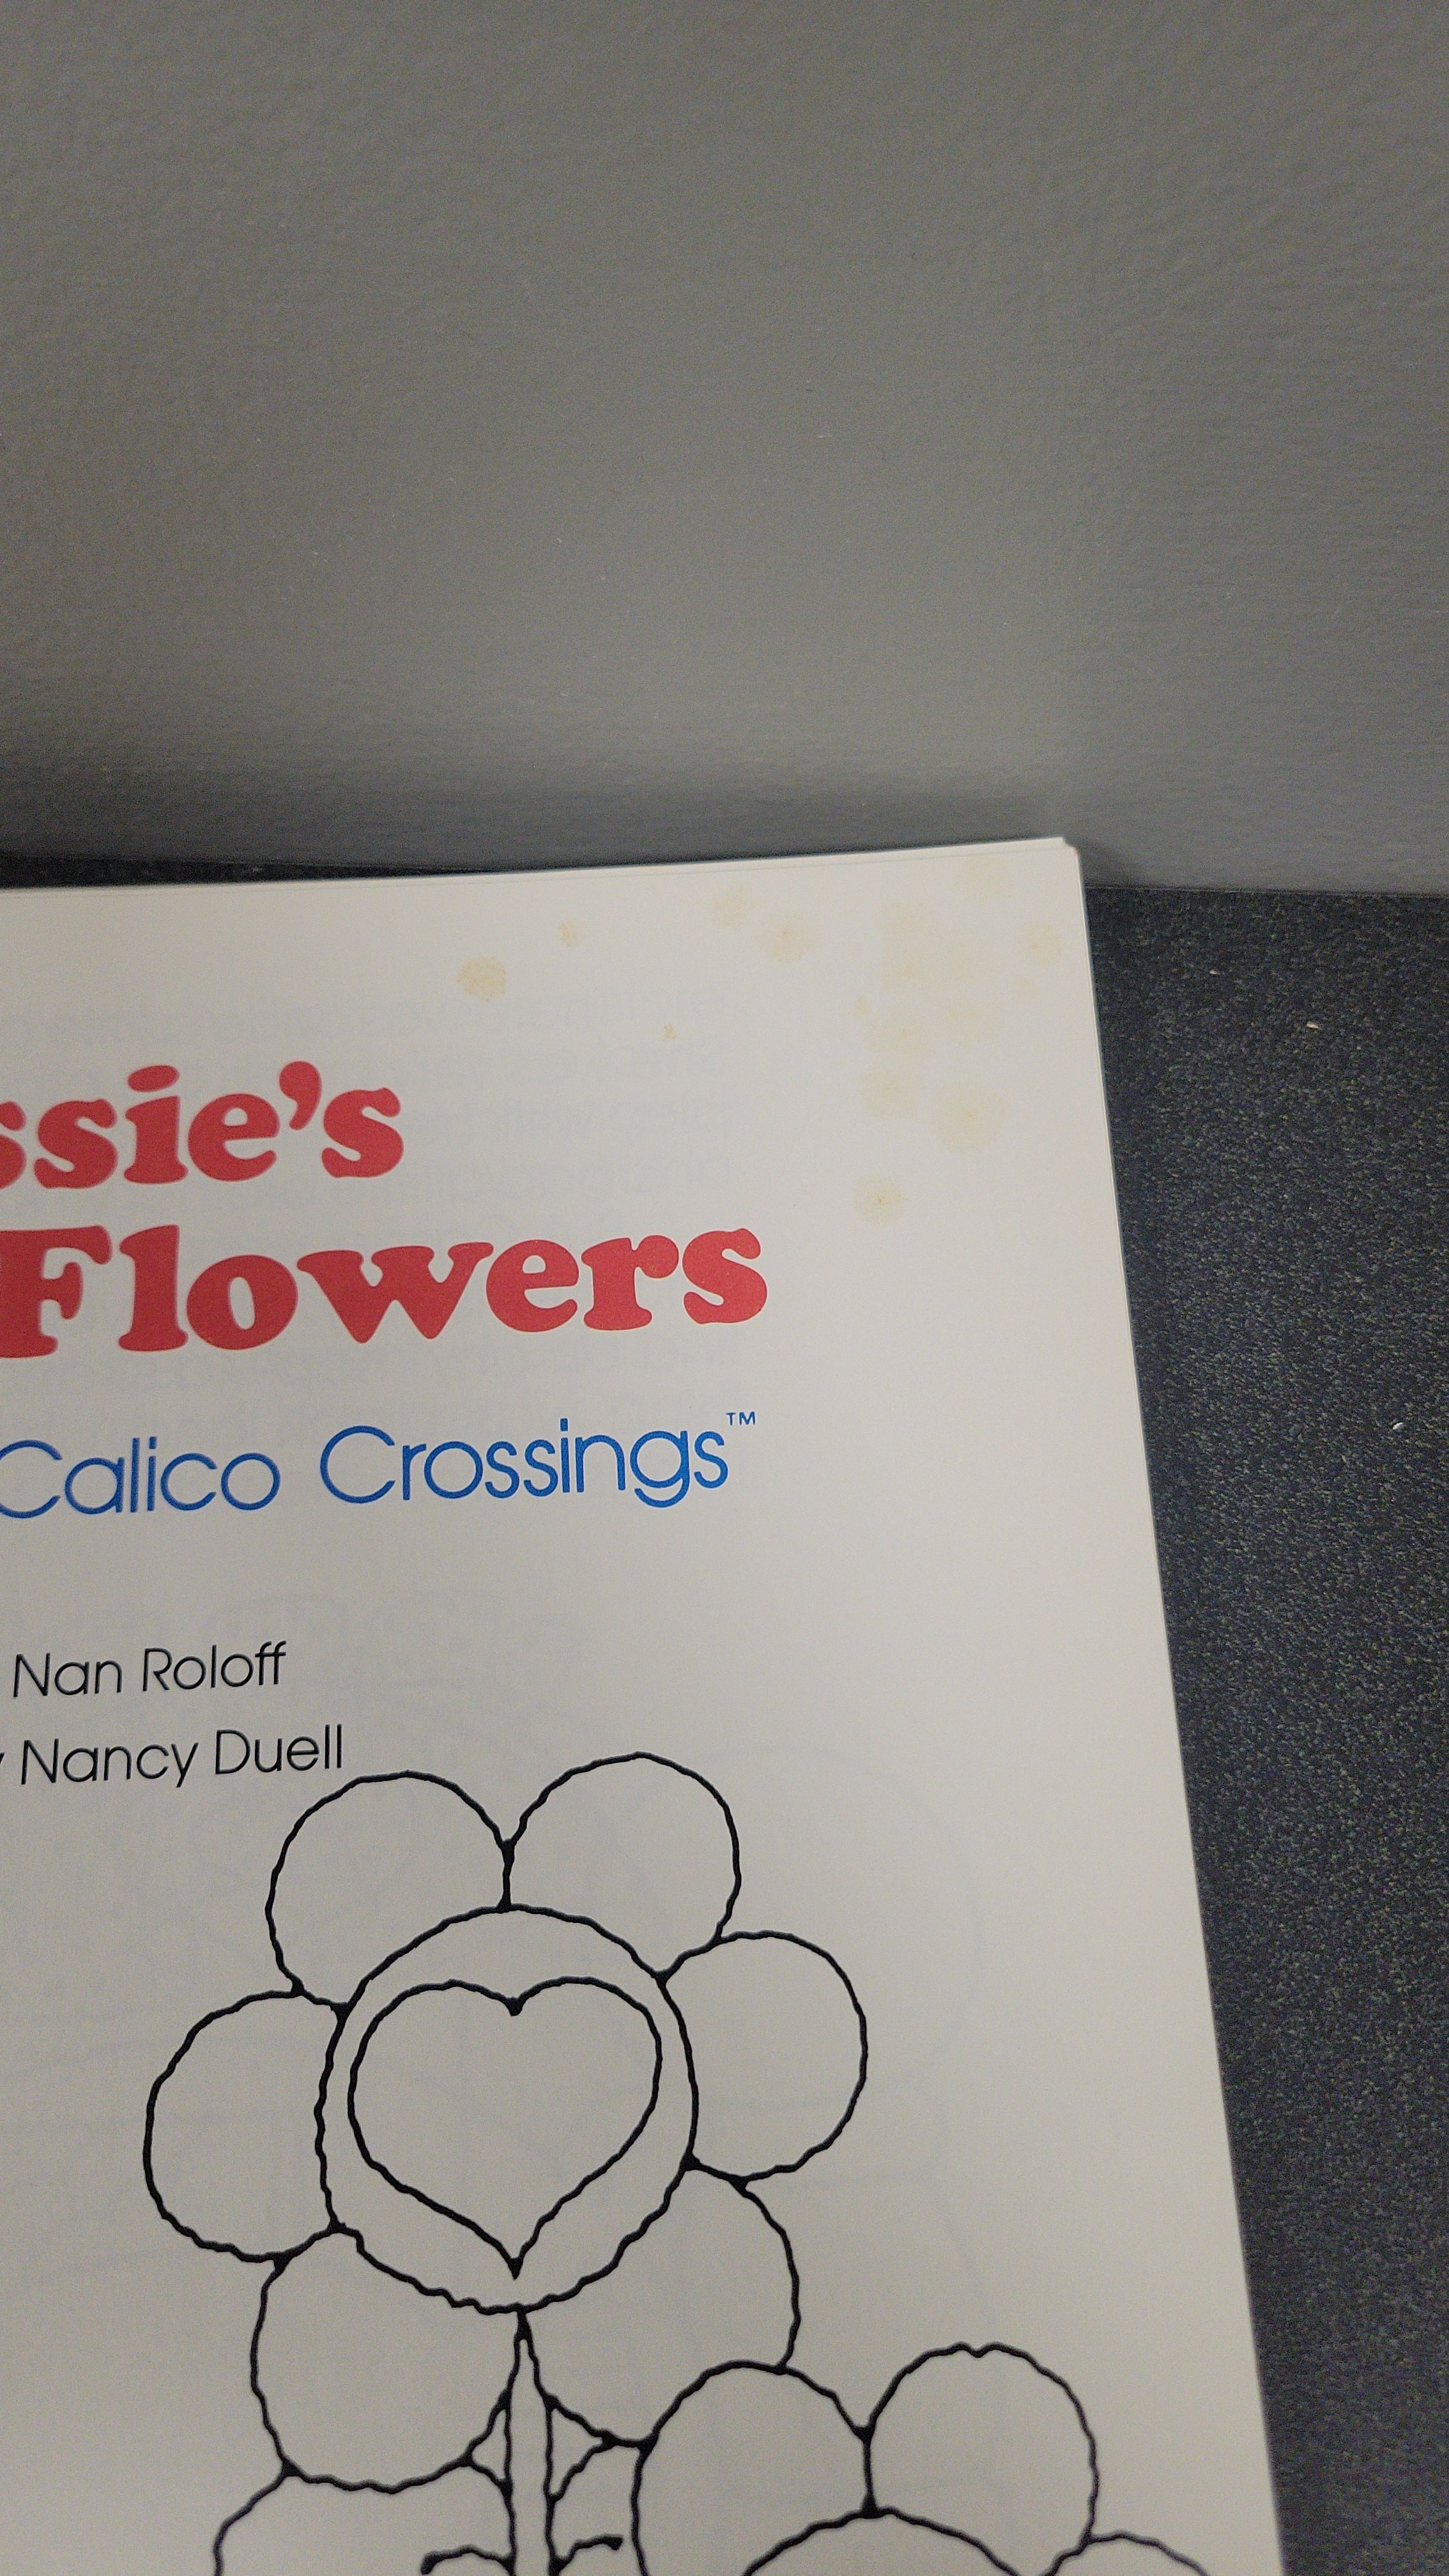 ssie's
Flowers
Calico Crossings™
Nan Roloff
y Nancy Duell